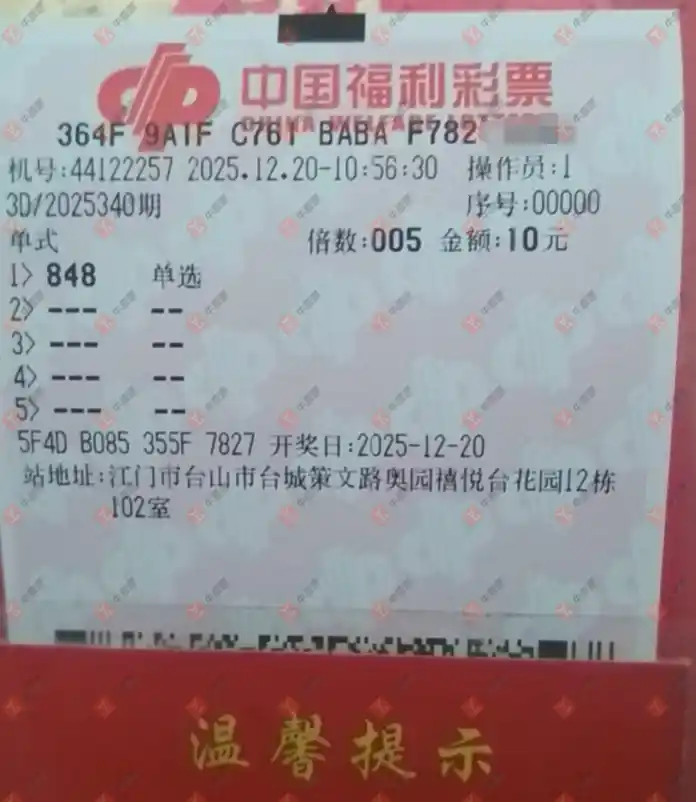 中国福利彩票
CHINA WELFARE LOTTERY
364F 9A1F C761 BABA F782
机号:44122257 2025.12.20-10:56:30 操作员:1
3D/2025340期 序号:00000
单式 倍数:005 金额:10元
1> 848 单选
2> --- --
3> --- --
4> --- --
5> --- --
5F4D B085 355F 7827 开奖日:2025-12-20
站地址:江门市台山市台城策文路奥园禧悦台花园12栋
102室
温馨提示